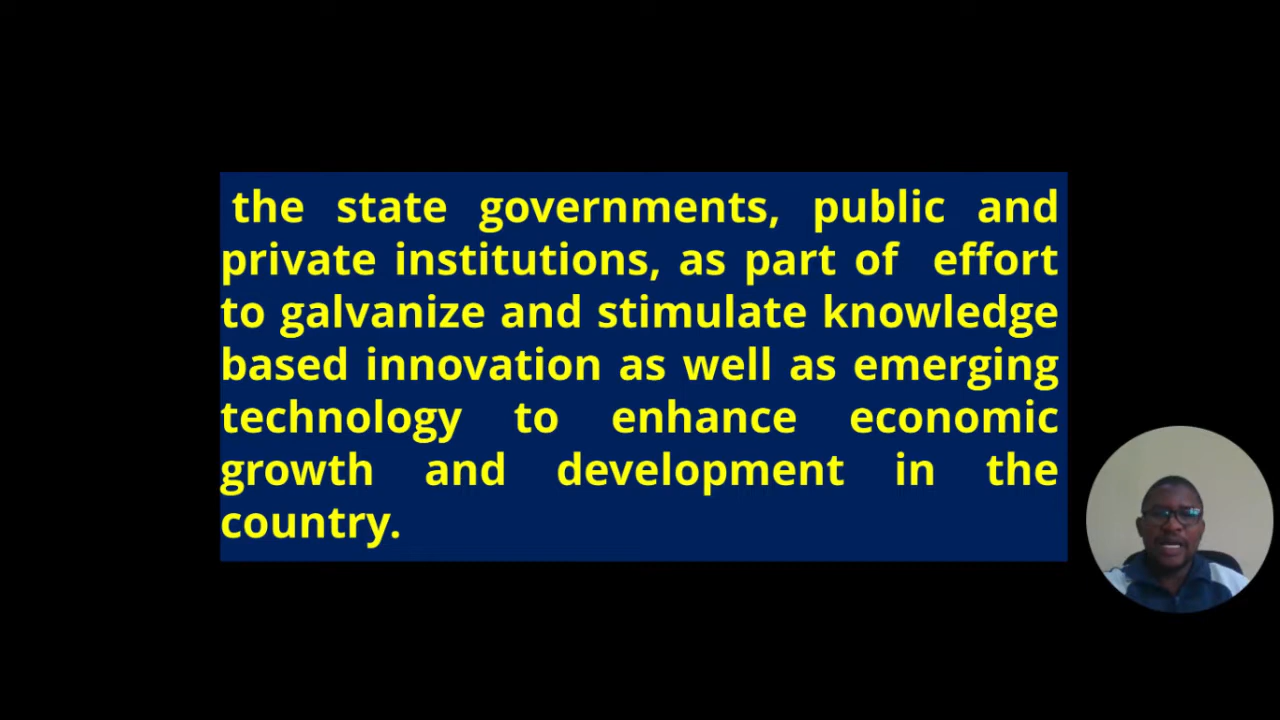 the state governments, public and
private institutions, as part of effort
to galvanize and stimulate knowledge
based innovation as well as emerging
technology to enhance economic
growth and development in the
country.